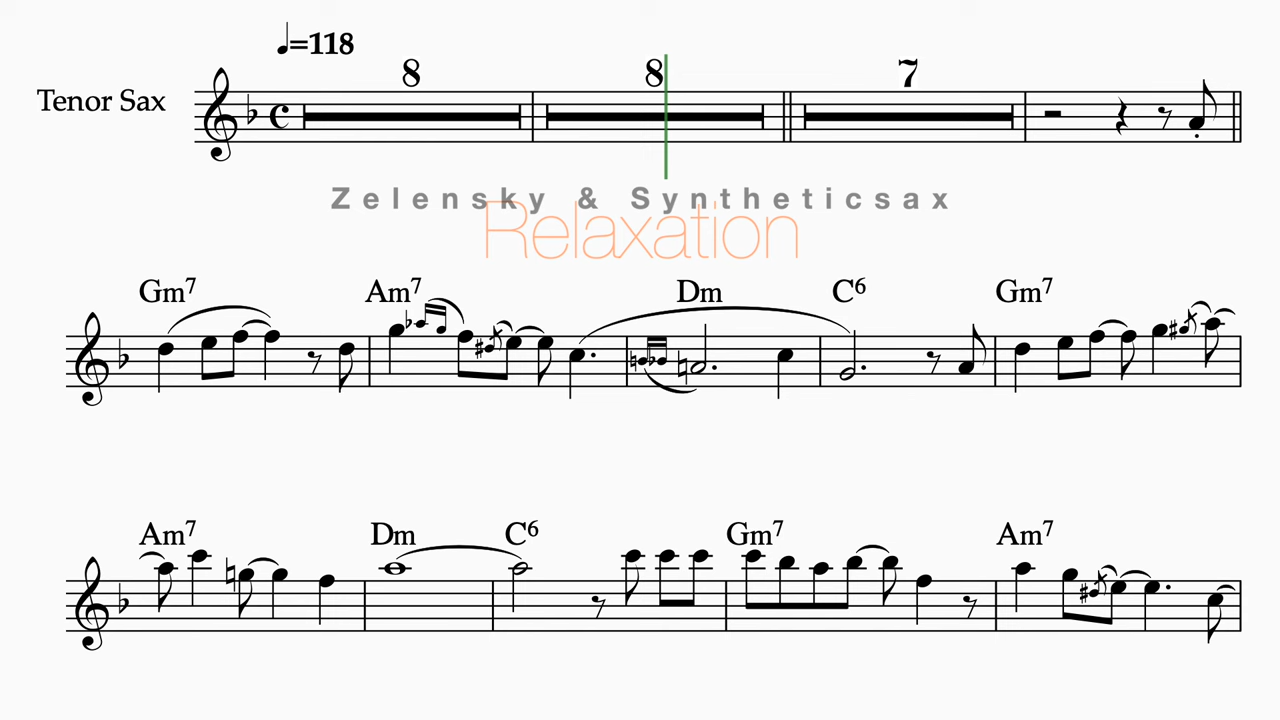 ♩=118
8 8 7
Tenor Sax
Zelensky & Syntheticsax
Relaxation
Gm7 Am7 Dm C6 Gm7
Am7 Dm C6 Gm7 Am7